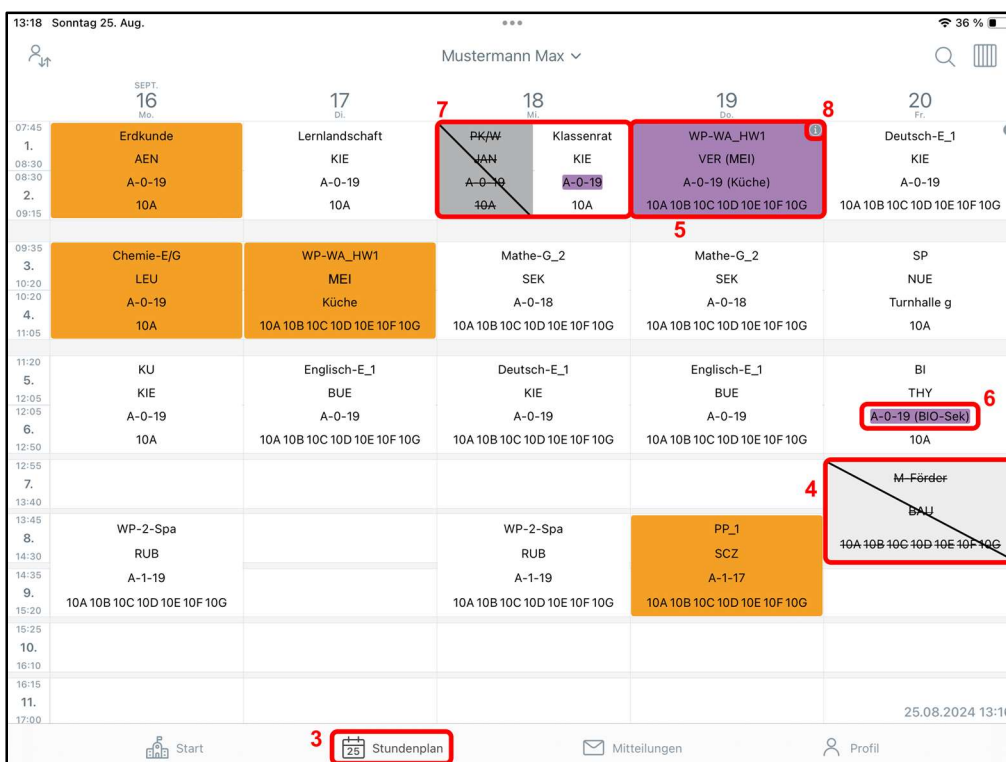 13:18 Sonntag 25. Aug.
36 %
Mustermann Max
SEPT.
16 17 18 19 20
Mo. Di. Mi. Do. Fr.
7 8
07:45
1.
08:30
08:30
2.
09:15
Erdkunde
AEN
A-0-19
10A
Lernlandschaft
KIE
A-0-19
10A
PK/W
JAN
A-0-19
10A
Klassenrat
KIE
A-0-19
10A
WP-WA_HW1
VER (MEI)
A-0-19 (Küche)
10A 10B 10C 10D 10E 10F 10G
5
Deutsch-E_1
KIE
A-0-19
10A 10B 10C 10D 10E 10F 10G
09:35
3.
10:20
10:20
4.
11:05
Chemie-E/G
LEU
A-0-19
10A
WP-WA_HW1
MEI
Küche
10A 10B 10C 10D 10E 10F 10G
Mathe-G_2
SEK
A-0-18
10A 10B 10C 10D 10E 10F 10G
Mathe-G_2
SEK
A-0-18
10A 10B 10C 10D 10E 10F 10G
SP
NUE
Turnhalle g
10A
11:20
5.
12:05
12:05
6.
12:50
KU
KIE
A-0-19
10A
Englisch-E_1
BUE
A-0-19
10A 10B 10C 10D 10E 10F 10G
Deutsch-E_1
KIE
A-0-19
10A 10B 10C 10D 10E 10F 10G
Englisch-E_1
BUE
A-0-19
10A 10B 10C 10D 10E 10F 10G
BI
THY
A-0-19 (BIO-Sek)
10A
6
12:55
7.
13:40
4
M-Förder
BAU
10A 10B 10C 10D 10E 10F 10G
13:45
8.
14:30
14:35
9.
15:20
WP-2-Spa
RUB
A-1-19
10A 10B 10C 10D 10E 10F 10G
WP-2-Spa
RUB
A-1-19
10A 10B 10C 10D 10E 10F 10G
PP_1
SCZ
A-1-17
10A 10B 10C 10D 10E 10F 10G
15:25
10.
16:10
16:15
11.
17:00
25.08.2024 13:16
Start
3
25
Stundenplan
Mitteilungen
Profil